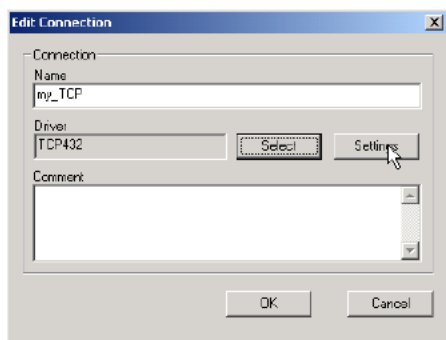 Edit Connection
Connection
Name
my_TCP
Driver
TCP432
Select
Settings
Comment
OK
Cancel